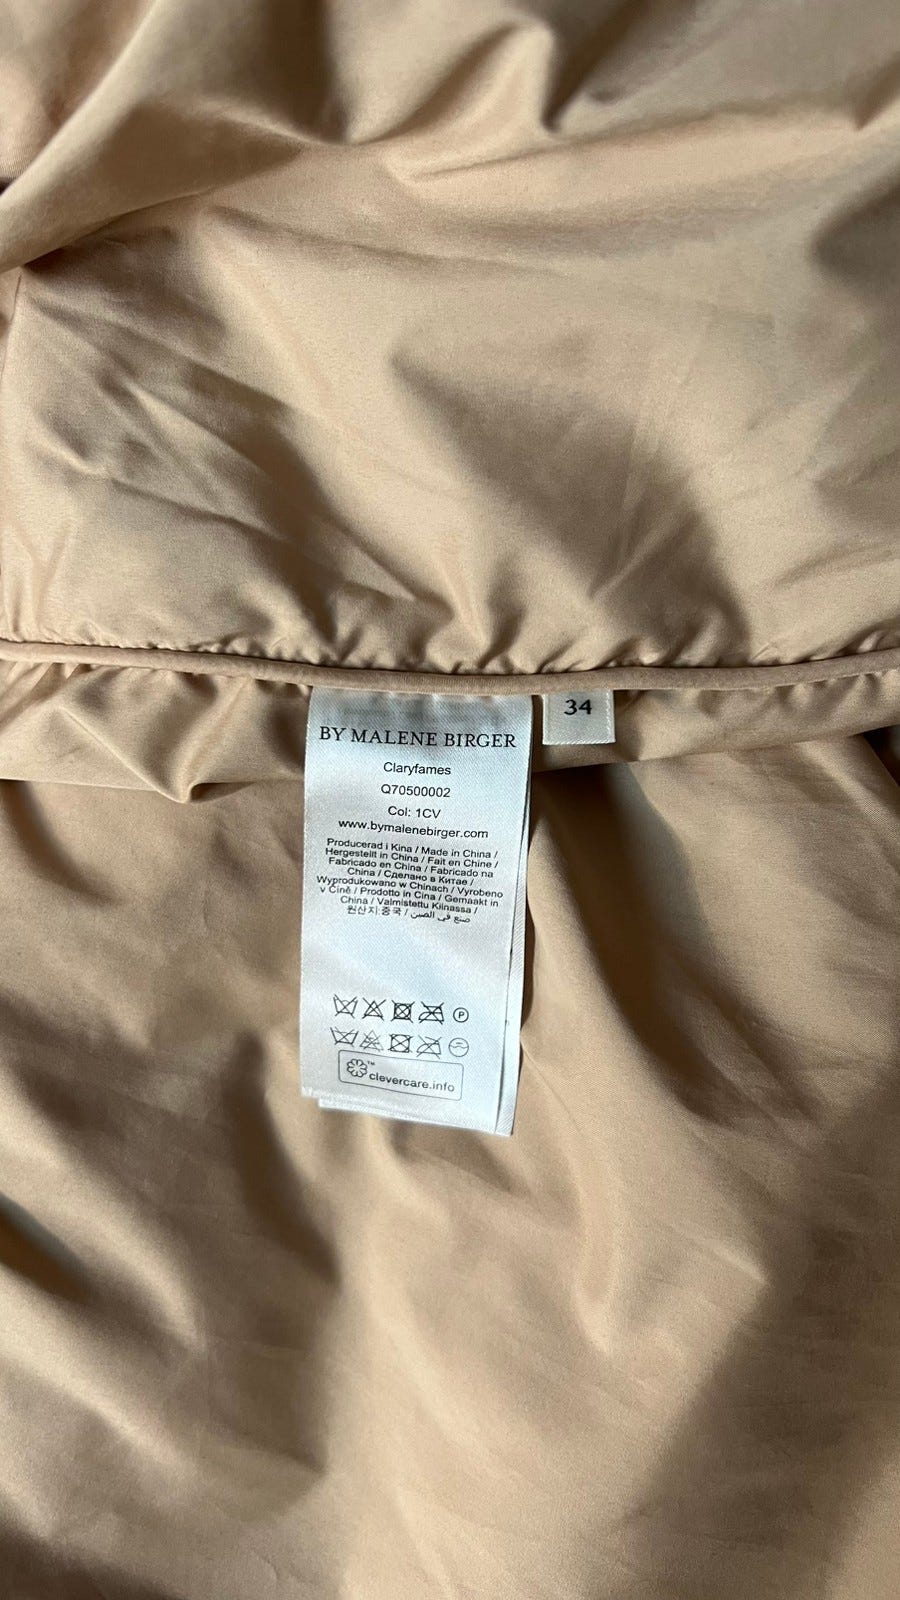 BY MALENE BIRGER
34
Claryfames
Q70500002
Col: 1CV
www.bymalenebirger.com
Producerad i Kina / Made in China /
Hergestellt in China / Fait en Chine /
Fabricado en China / Fabricado na
China / Сделано в Китае /
Wyprodukowano w Chinach / Vyrobeno
v Číně / Prodotto in Cina / Gemaakt in
China / Valmistettu Kiinassa /
원산지:중국 / صنع في الصين
P
™
clevercare.info